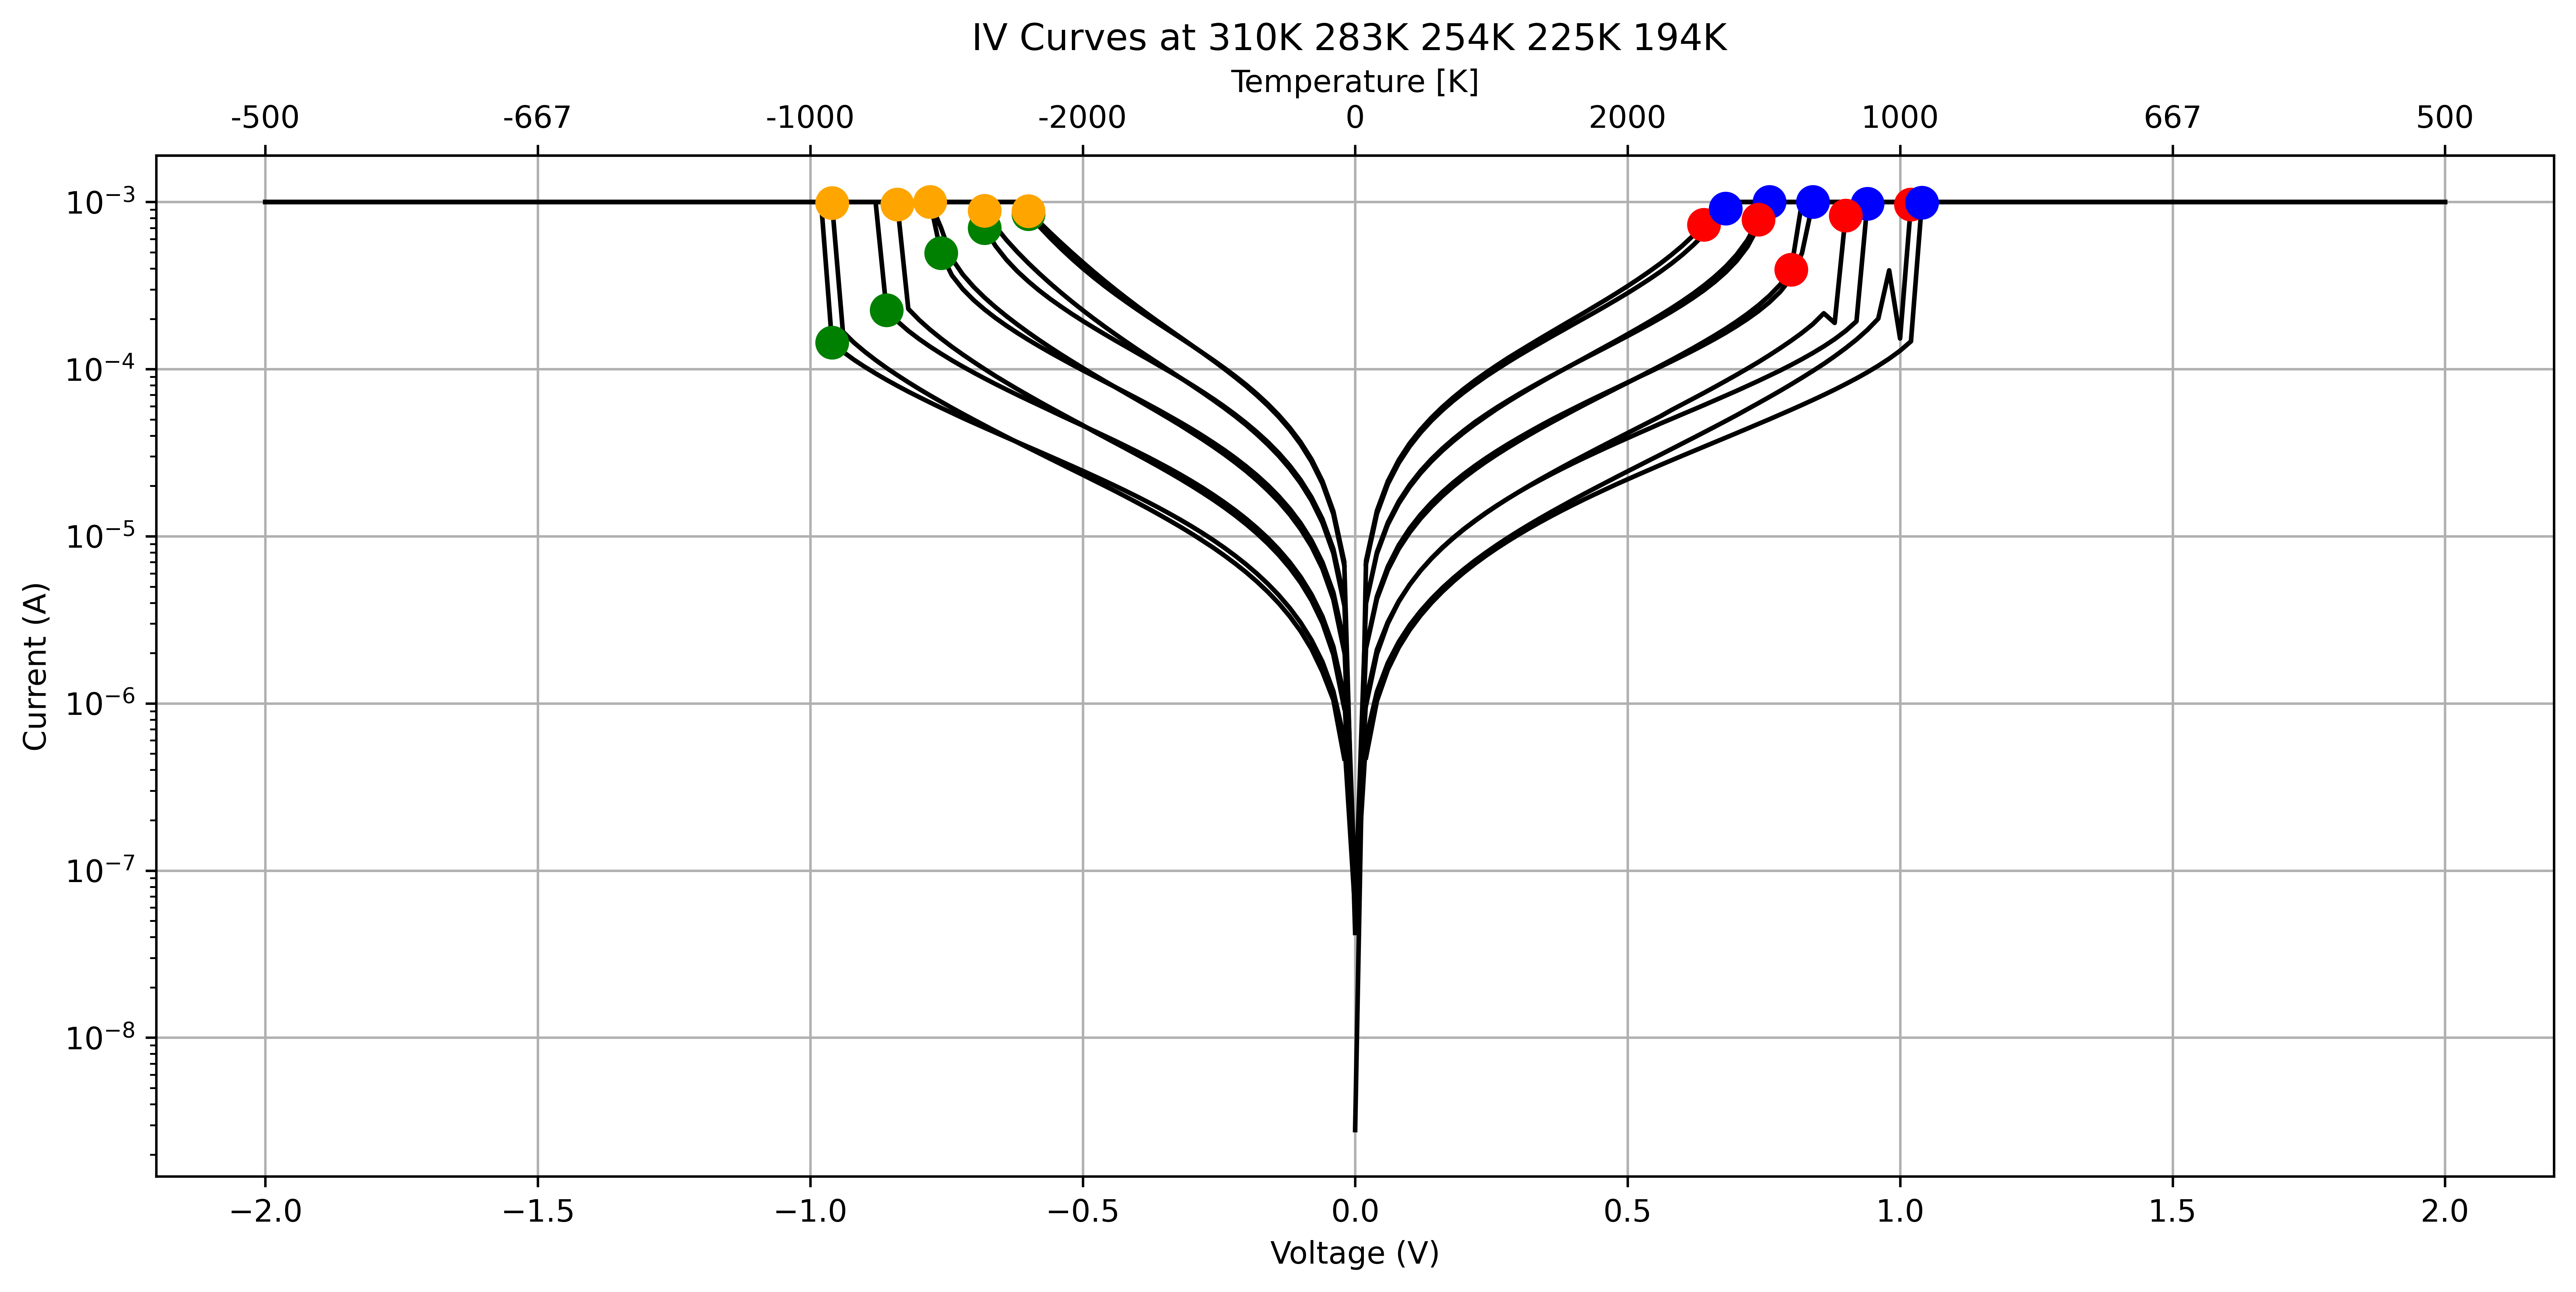 IV Curves at 310K 283K 254K 225K 194K
Temperature [K]
-500 -667 -1000 -2000 0 2000 1000 667 500
10⁻³
10⁻⁴
10⁻⁵
10⁻⁶
10⁻⁷
10⁻⁸
Current (A)
−2.0 −1.5 −1.0 −0.5 0.0 0.5 1.0 1.5 2.0
Voltage (V)